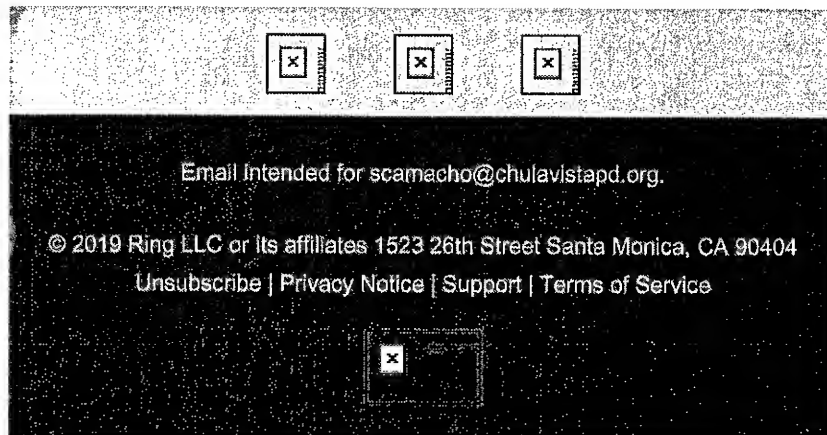 Email intended for scamacho@chulavistapd.org.
© 2019 Ring LLC or its affiliates 1523 26th Street Santa Monica, CA 90404
Unsubscribe | Privacy Notice | Support | Terms of Service